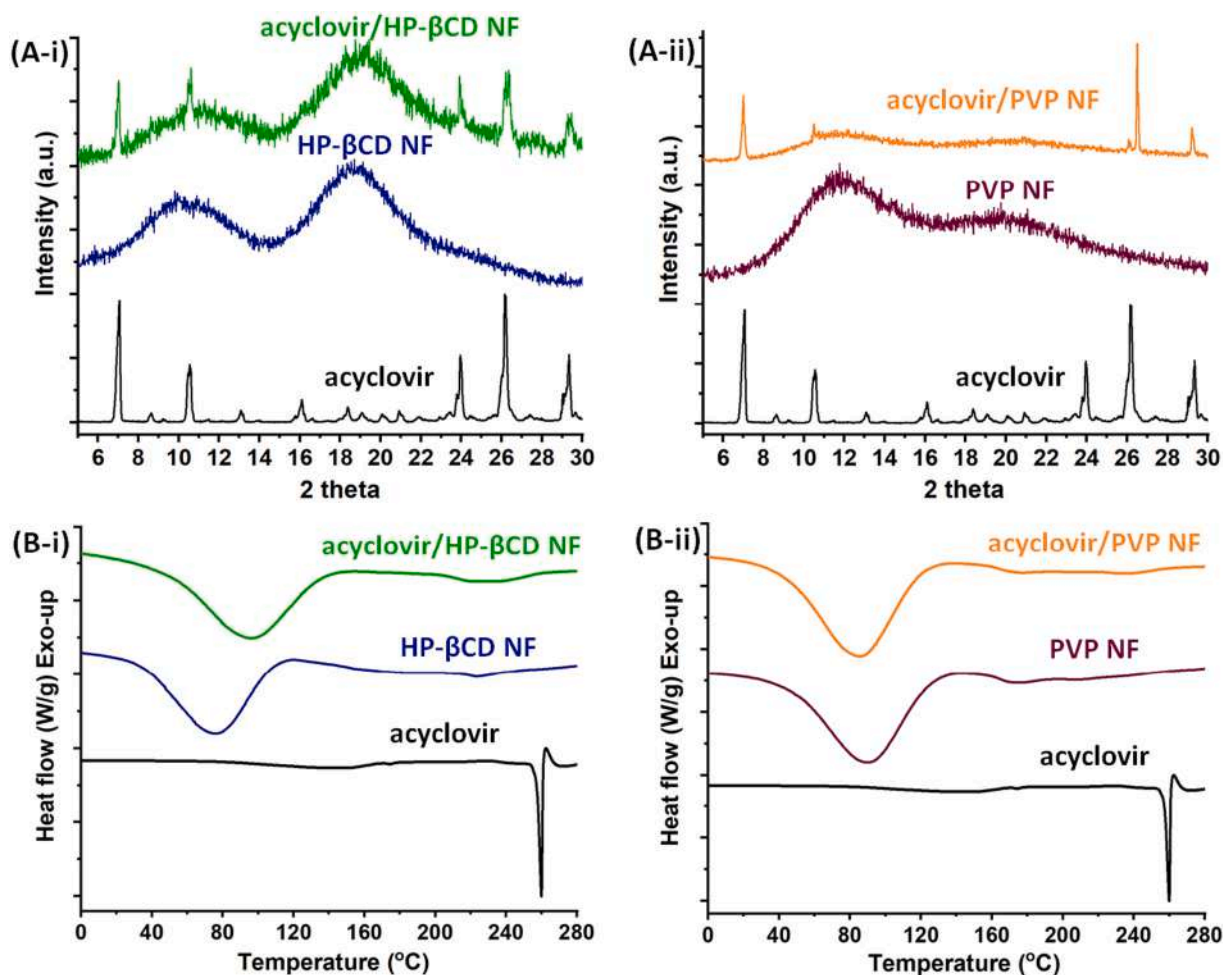 (A-i)
acyclovir/HP-βCD NF
HP-βCD NF
acyclovir
Intensity (a.u.)
6 8 10 12 14 16 18 20 22 24 26 28 30
2 theta
(A-ii)
acyclovir/PVP NF
PVP NF
acyclovir
Intensity (a.u.)
6 8 10 12 14 16 18 20 22 24 26 28 30
2 theta
(B-i)
acyclovir/HP-βCD NF
HP-βCD NF
acyclovir
Heat flow (W/g) Exo-up
0 40 80 120 160 200 240 280
Temperature (°C)
(B-ii)
acyclovir/PVP NF
PVP NF
acyclovir
Heat flow (W/g) Exo-up
0 40 80 120 160 200 240 280
Temperature (°C)